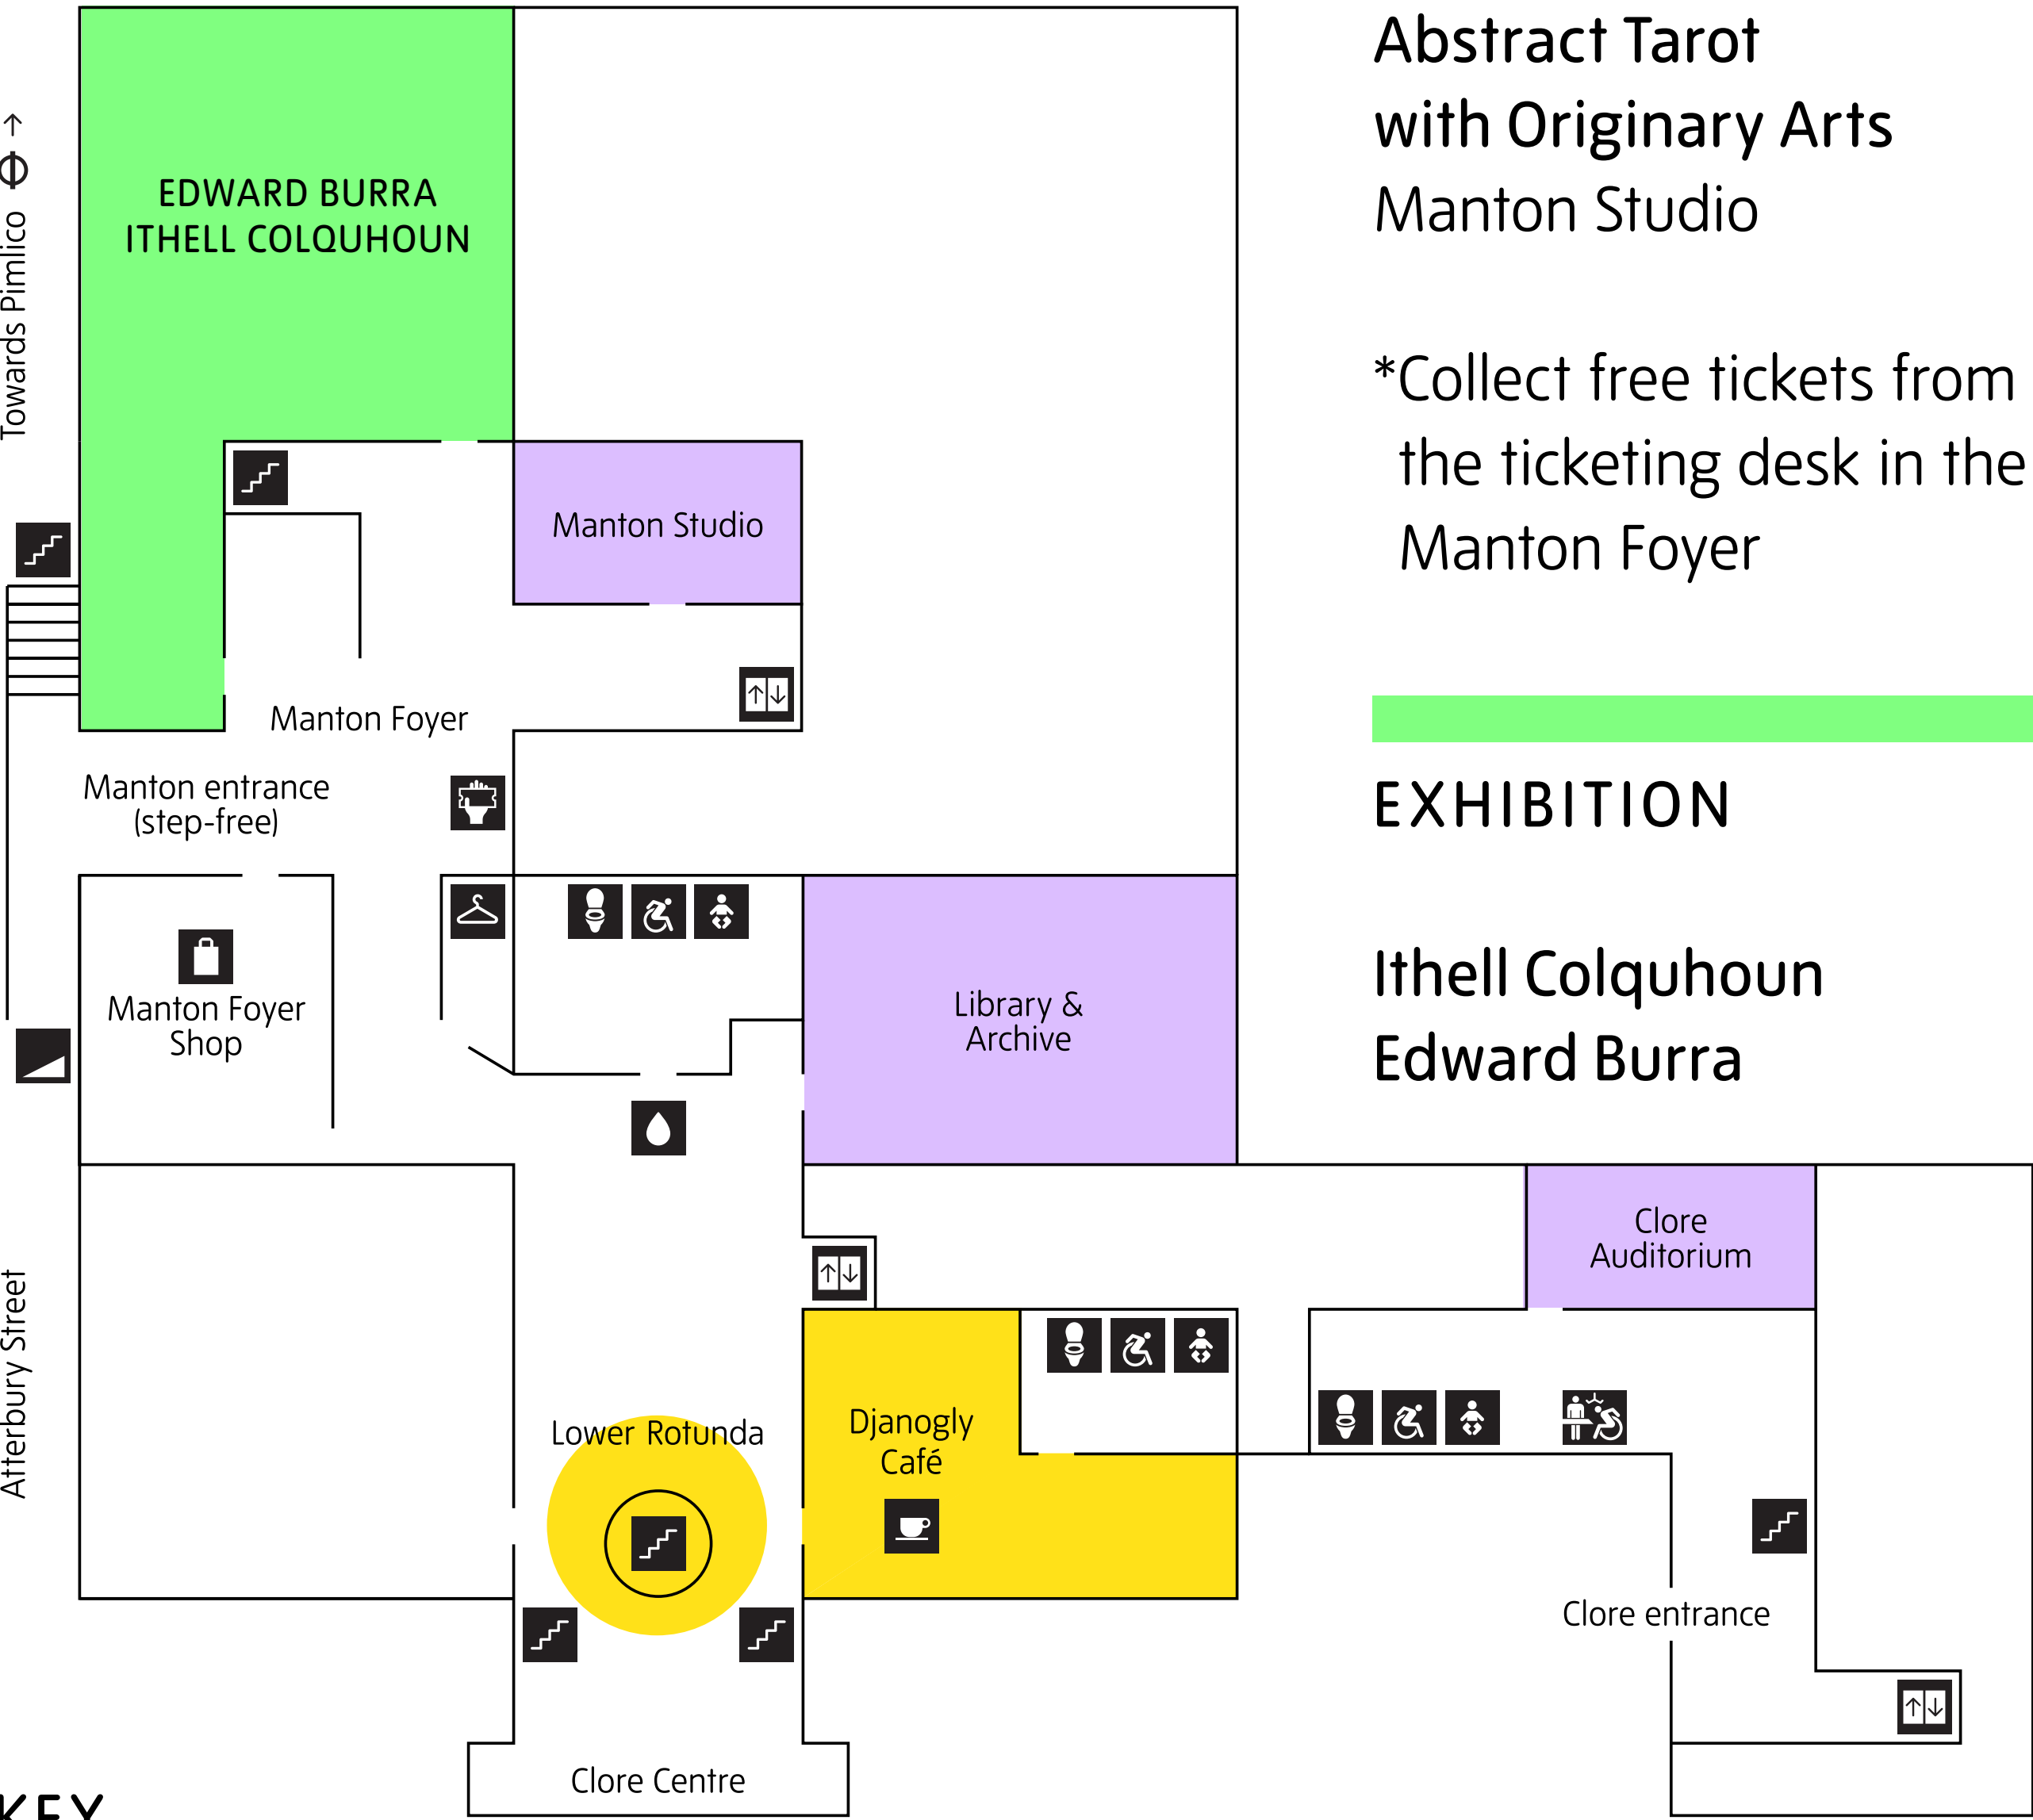 Abstract Tarot
with Originary Arts
Manton Studio
*Collect free tickets from
the ticketing desk in the
Manton Foyer
EXHIBITION
Ithell Colquhoun
Edward Burra
Towards Pimlico
EDWARD BURRA
ITHELL COLQUHOUN
Manton Studio
Manton Foyer
Manton entrance
(step-free)
Manton Foyer
Shop
Library &
Archive
Clore
Auditorium
Atterbury Street
Lower Rotunda
Djanogly
Café
Clore entrance
Clore Centre
KEY